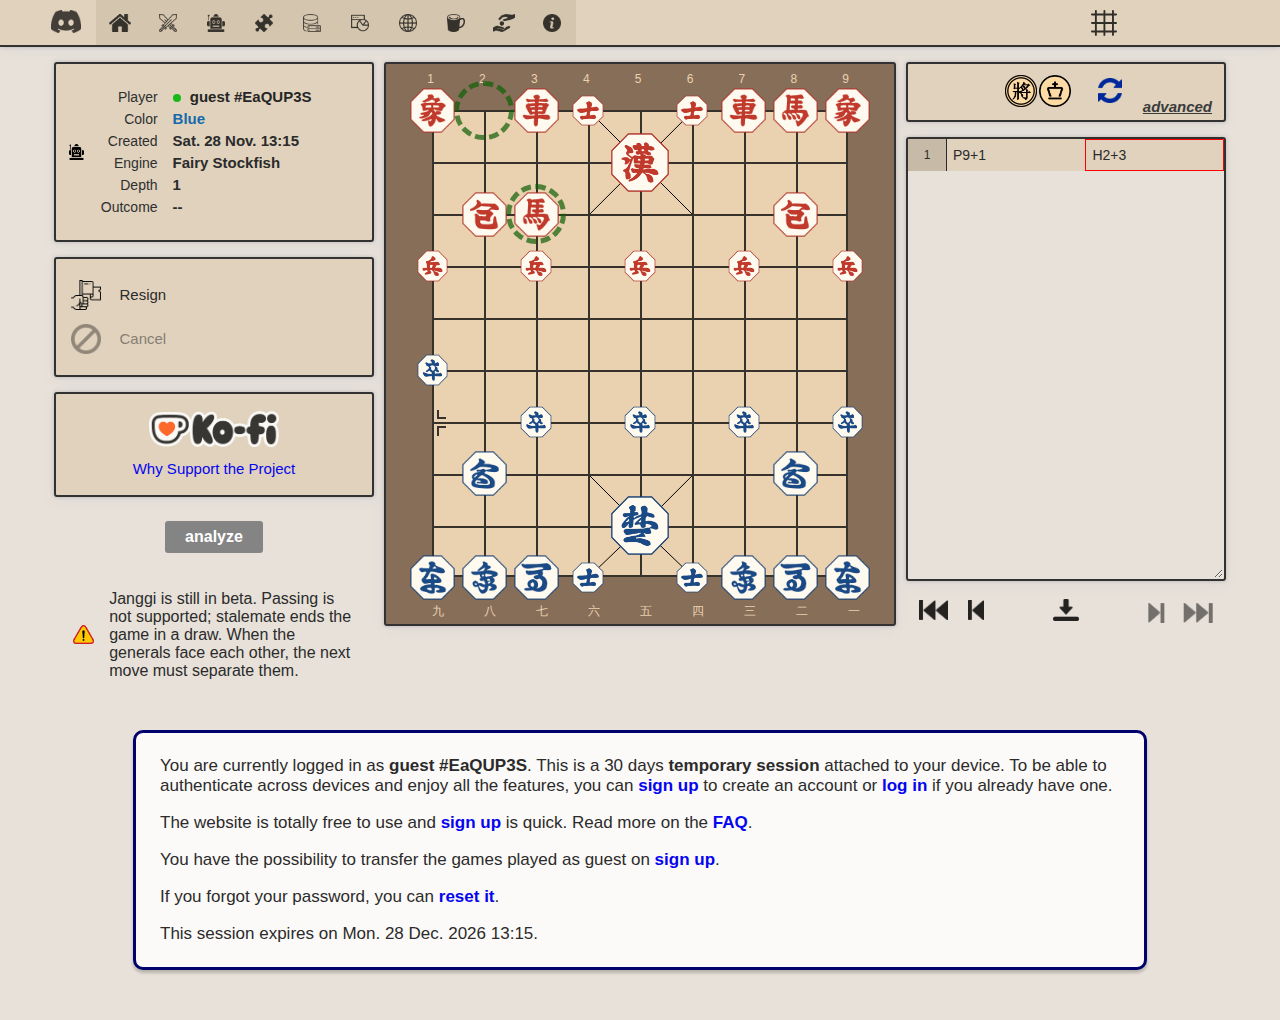 Player guest #EaQUP3S
Color Blue
Created Sat. 28 Nov. 13:15
Engine Fairy Stockfish
Depth 1
Outcome --
Resign
Cancel
Ko-fi
Why Support the Project
analyze
Janggi is still in beta. Passing is
not supported; stalemate ends the
game in a draw. When the
generals face each other, the next
move must separate them.
1 2 3 4 5 6 7 8 9
象 車 士 士 車 馬 象
漢
包 馬 包
兵 兵 兵 兵 兵
卒
卒 卒 卒 卒
包 包
楚
士 士
九 八 七 六 五 四 三 二 一
將
advanced
1 P9+1 H2+3
You are currently logged in as guest #EaQUP3S. This is a 30 days temporary session attached to your device. To be able to
authenticate across devices and enjoy all the features, you can sign up to create an account or log in if you already have one.
The website is totally free to use and sign up is quick. Read more on the FAQ.
You have the possibility to transfer the games played as guest on sign up.
If you forgot your password, you can reset it.
This session expires on Mon. 28 Dec. 2026 13:15.